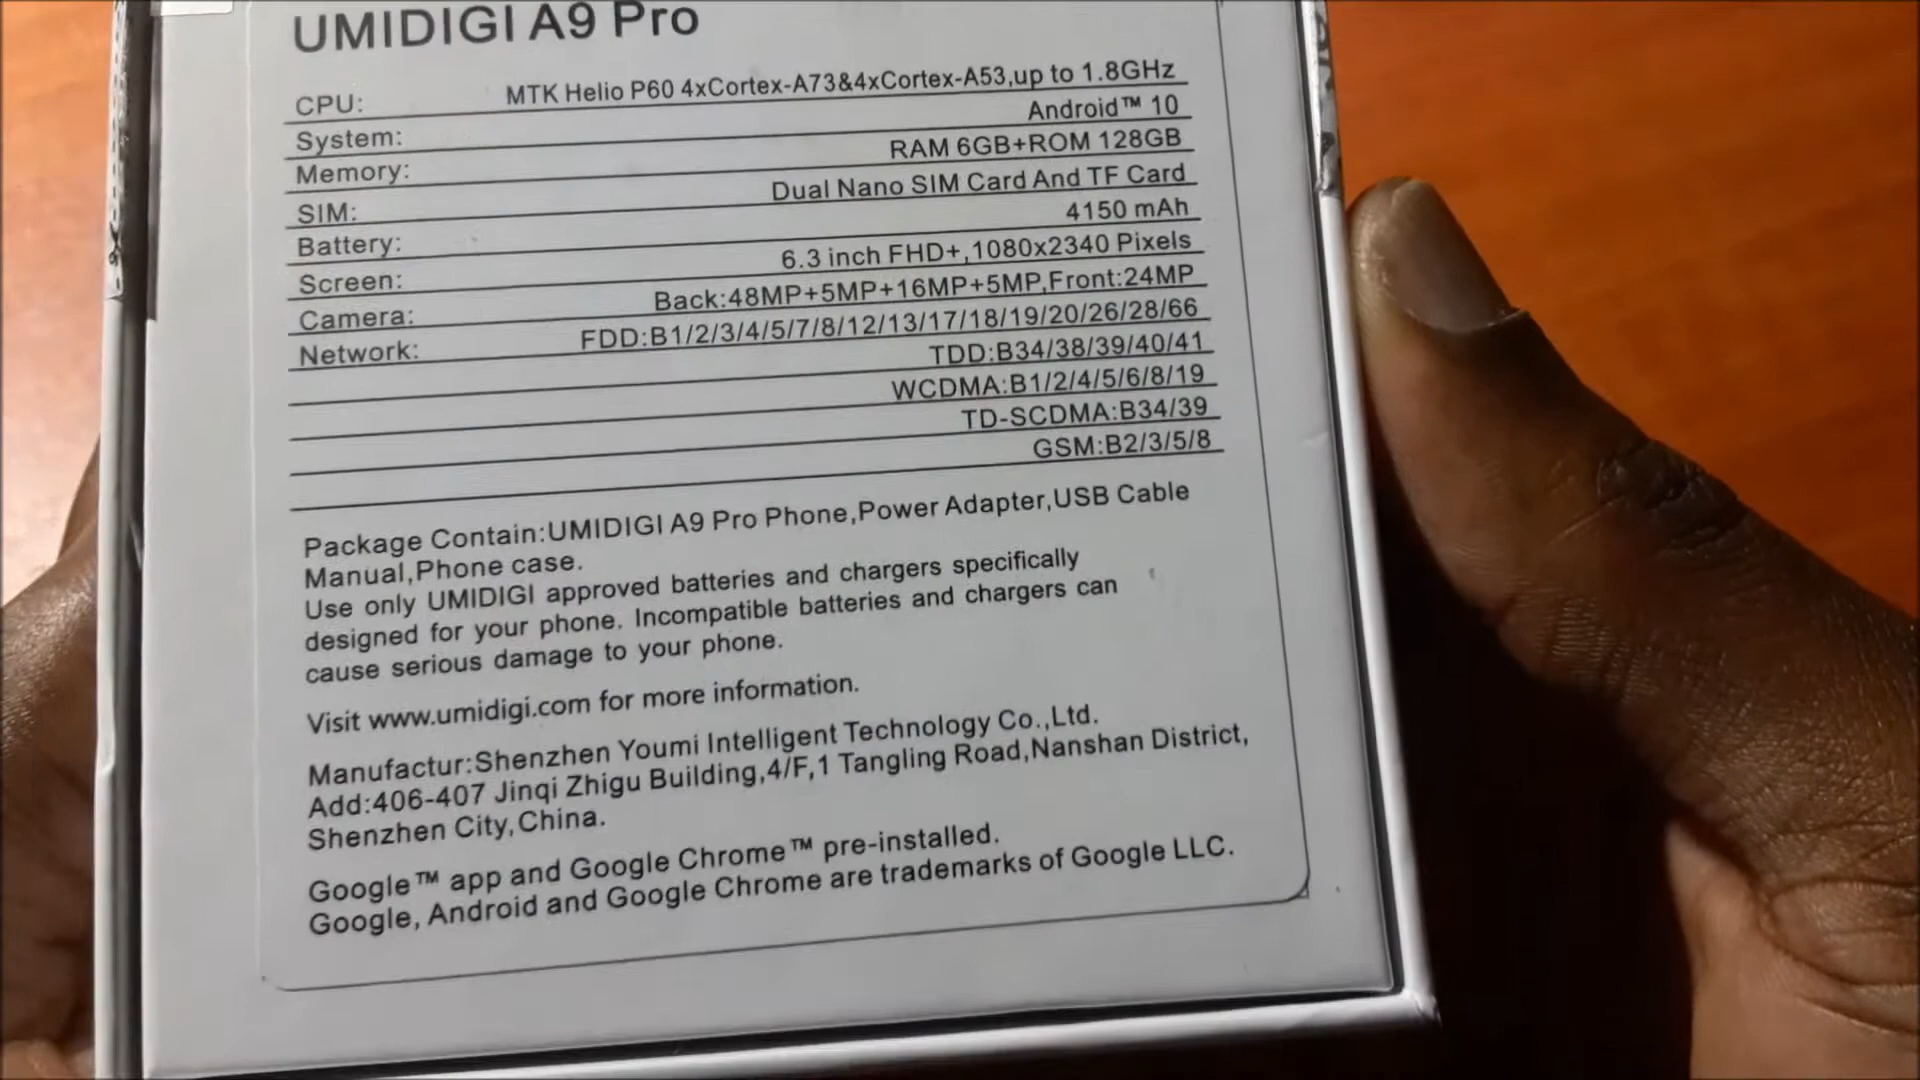 UMIDIGI A9 Pro
CPU: MTK Helio P60 4xCortex-A73&4xCortex-A53,up to 1.8GHz
System: Android™ 10
Memory: RAM 6GB+ROM 128GB
SIM: Dual Nano SIM Card And TF Card
Battery: 4150 mAh
Screen: 6.3 inch FHD+,1080x2340 Pixels
Camera: Back:48MP+5MP+16MP+5MP,Front:24MP
Network: FDD:B1/2/3/4/5/7/8/12/13/17/18/19/20/26/28/66
TDD:B34/38/39/40/41
WCDMA:B1/2/4/5/6/8/19
TD-SCDMA:B34/39
GSM:B2/3/5/8
Package Contain:UMIDIGI A9 Pro Phone,Power Adapter,USB Cable
Manual,Phone case.
Use only UMIDIGI approved batteries and chargers specifically
designed for your phone. Incompatible batteries and chargers can
cause serious damage to your phone.
Visit www.umidigi.com for more information.
Manufactur:Shenzhen Youmi Intelligent Technology Co.,Ltd.
Add:406-407 Jinqi Zhigu Building,4/F,1 Tangling Road,Nanshan District,
Shenzhen City,China.
Google™ app and Google Chrome™ pre-installed.
Google, Android and Google Chrome are trademarks of Google LLC.